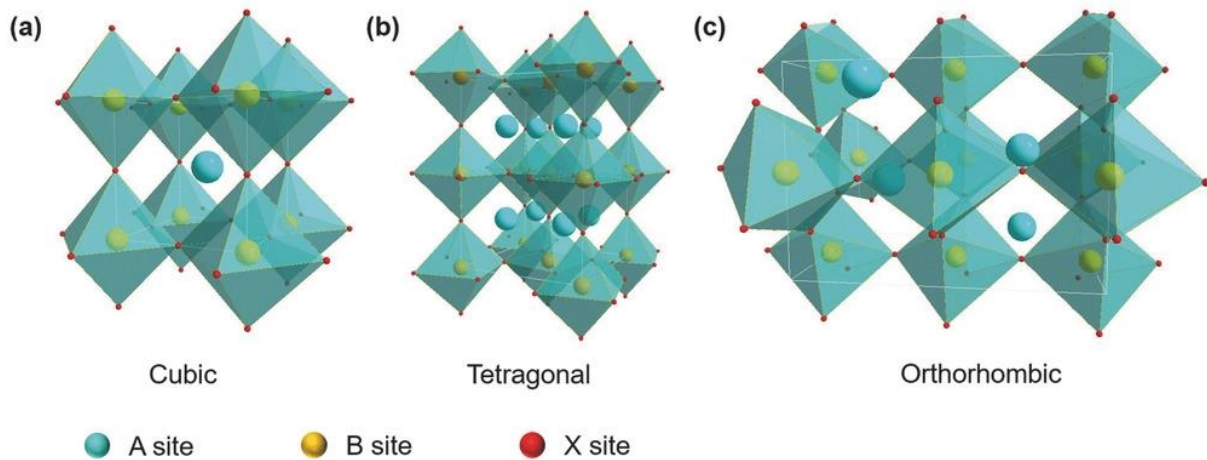 (a)
(b)
(c)
Cubic
Tetragonal
Orthorhombic
A site
B site
X site